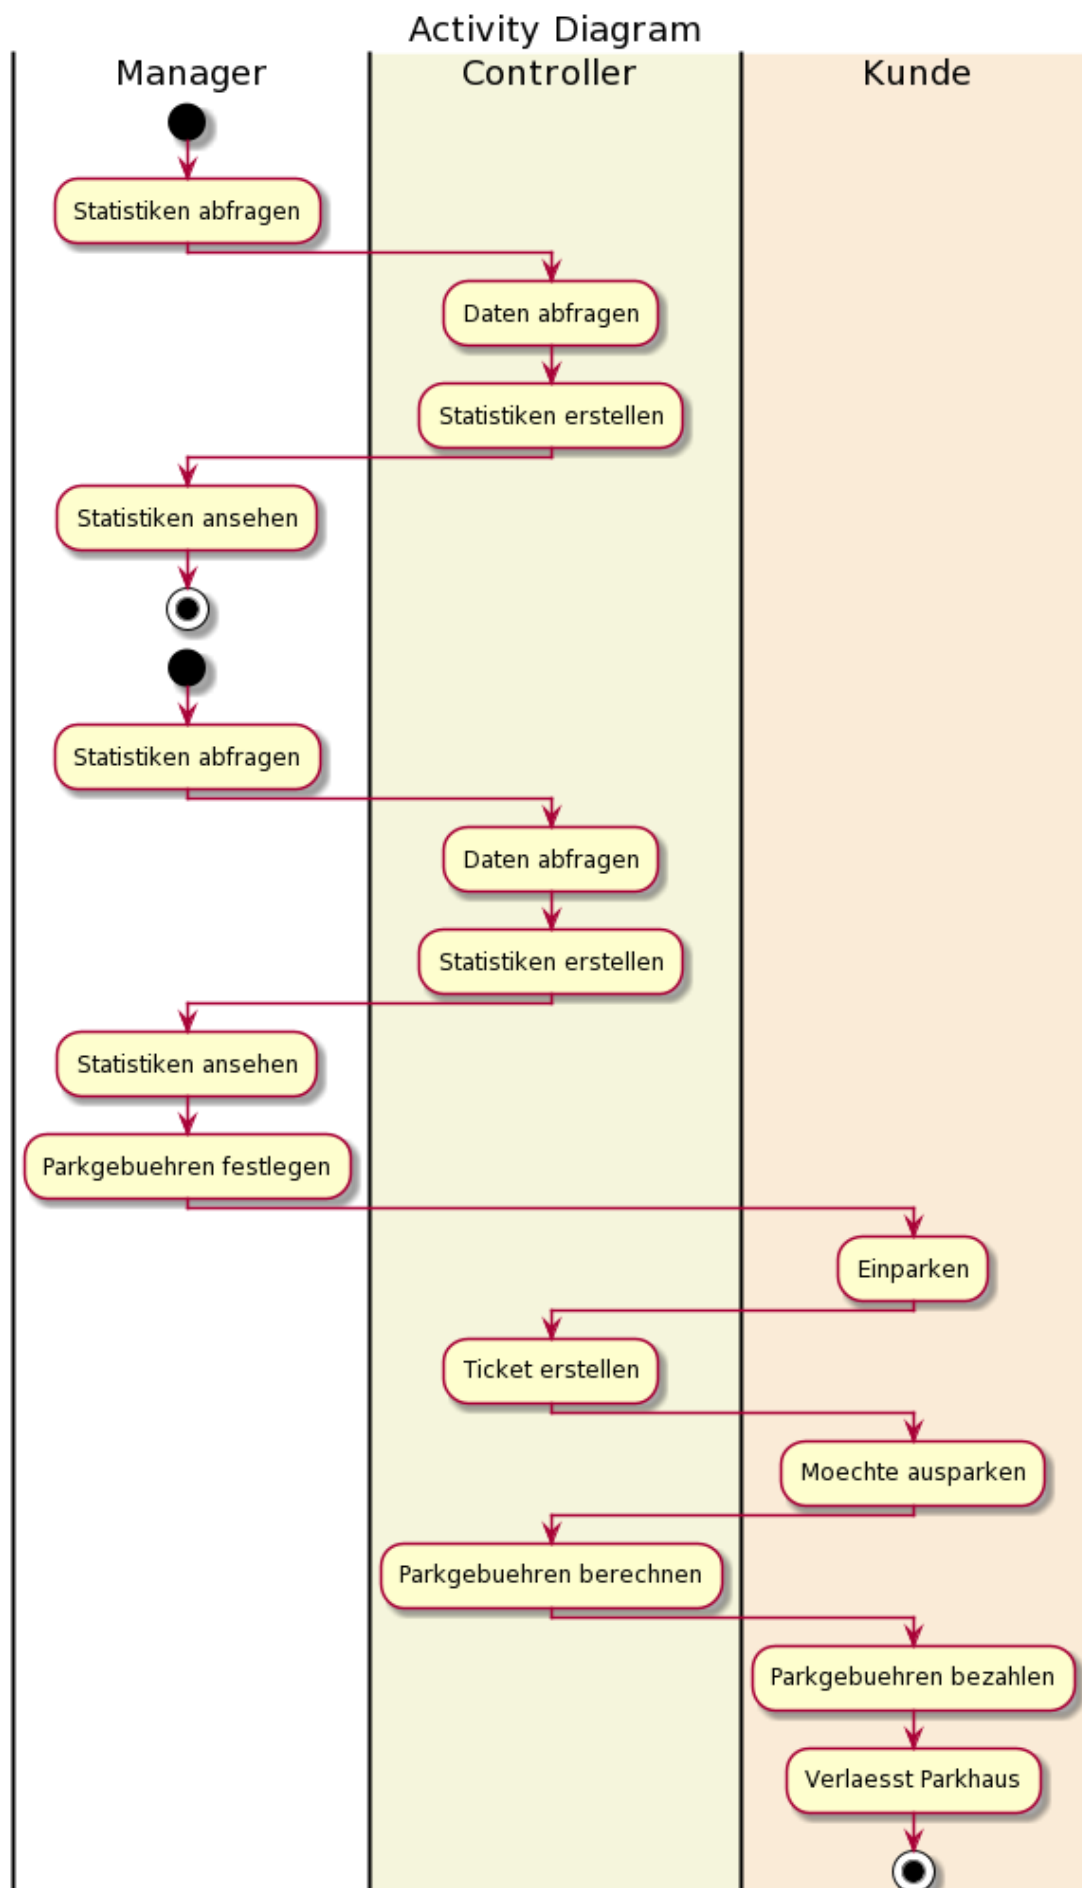 Activity Diagram
Manager
Controller
Kunde
Statistiken abfragen
Daten abfragen
Statistiken erstellen
Statistiken ansehen
Statistiken abfragen
Daten abfragen
Statistiken erstellen
Statistiken ansehen
Parkgebuehren festlegen
Einparken
Ticket erstellen
Moechte ausparken
Parkgebuehren berechnen
Parkgebuehren bezahlen
Verlaesst Parkhaus